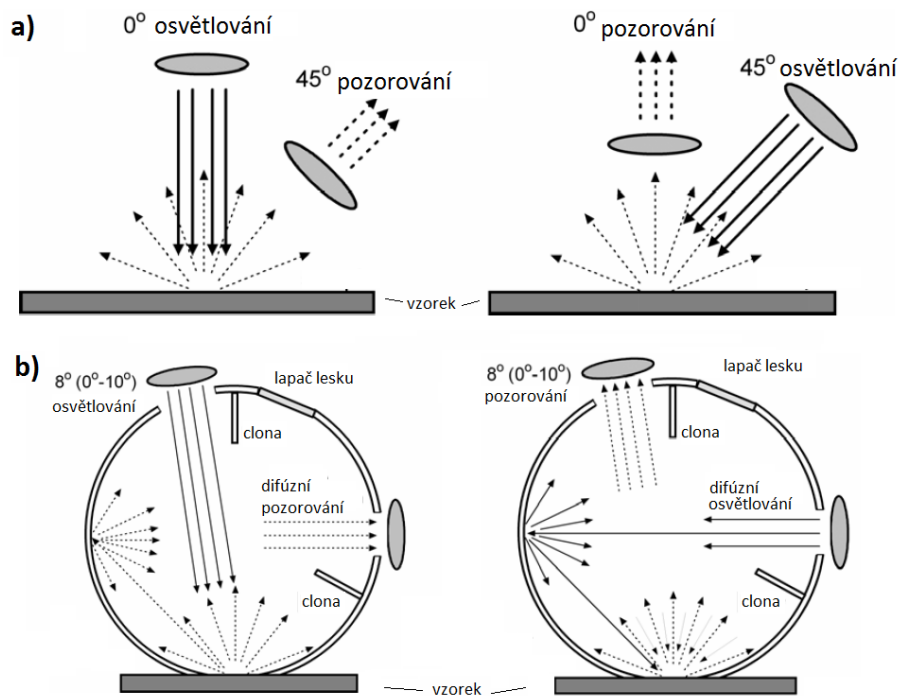 a)
0° osvětlování
45° pozorování
0° pozorování
45° osvětlování
vzorek
b)
8° (0°-10°)
osvětlování
lapač lesku
clona
difúzní
pozorování
clona
8° (0°-10°)
pozorování
lapač lesku
clona
difúzní
osvětlování
clona
vzorek